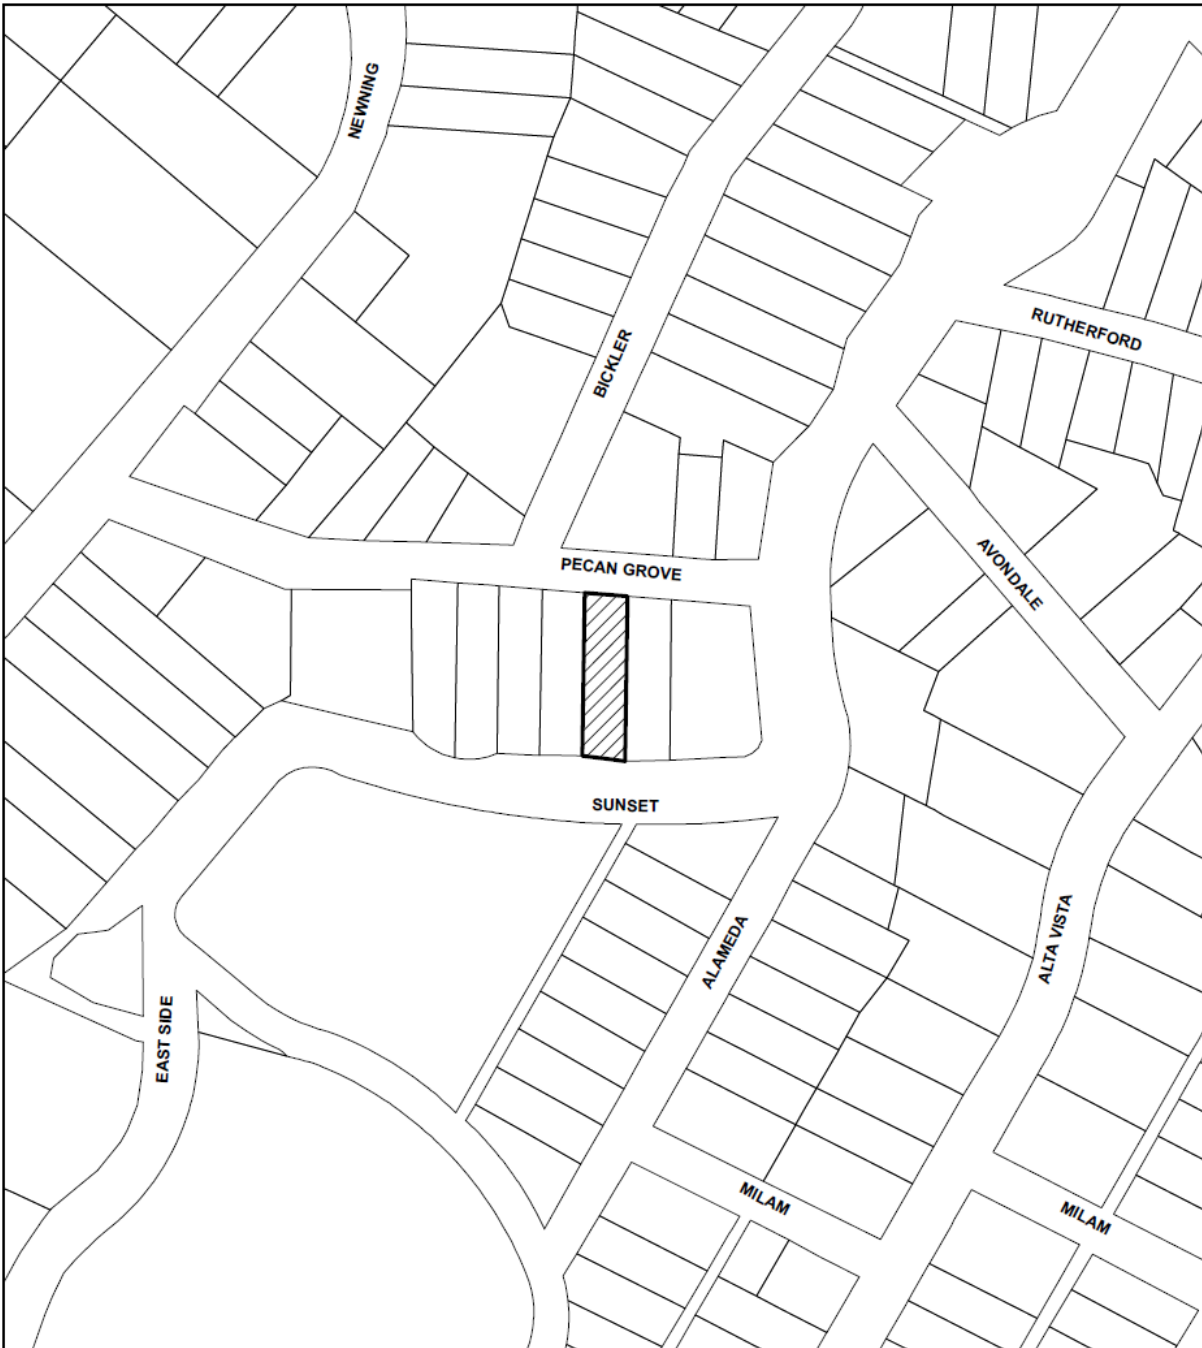 NEWNING
RUTHERFORD
BICKLER
PECAN GROVE
AVONDALE
SUNSET
ALAMEDA
ALTA VISTA
EAST SIDE
MILAM
MILAM